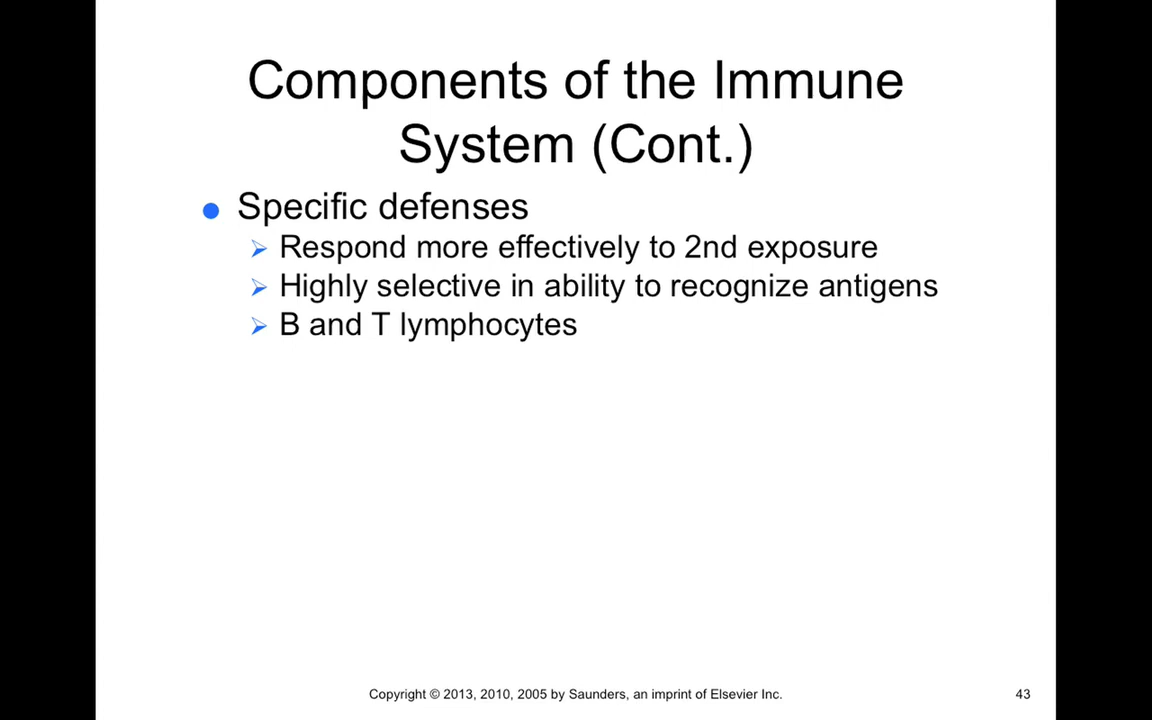 Components of the Immune
System (Cont.)
Specific defenses
Respond more effectively to 2nd exposure
Highly selective in ability to recognize antigens
B and T lymphocytes
Copyright © 2013, 2010, 2005 by Saunders, an imprint of Elsevier Inc.
43